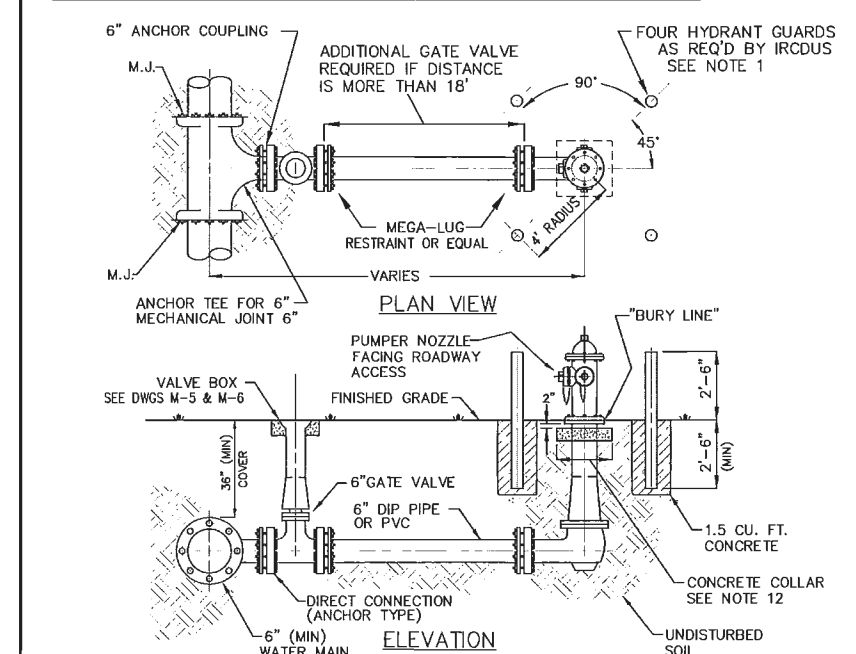 6" ANCHOR COUPLING
M.J.
ADDITIONAL GATE VALVE
REQUIRED IF DISTANCE
IS MORE THAN 18'
FOUR HYDRANT GUARDS
AS REQ'D BY IRCDUS
SEE NOTE 1
90°
45°
4' RADIUS
MEGA-LUG
RESTRAINT OR EQUAL
M.J.
VARIES
ANCHOR TEE FOR 6"
MECHANICAL JOINT 6"
PLAN VIEW
"BURY LINE"
PUMPER NOZZLE
FACING ROADWAY
ACCESS
VALVE BOX
SEE DWGS M-5 & M-6
FINISHED GRADE
2"
2'-6"
2'-6"
(MIN)
36" (MIN)
COVER
6"GATE VALVE
6" DIP PIPE
OR PVC
1.5 CU. FT.
CONCRETE
CONCRETE COLLAR
SEE NOTE 12
DIRECT CONNECTION
(ANCHOR TYPE)
6" (MIN)
WATER MAIN
ELEVATION
UNDISTURBED
SOIL